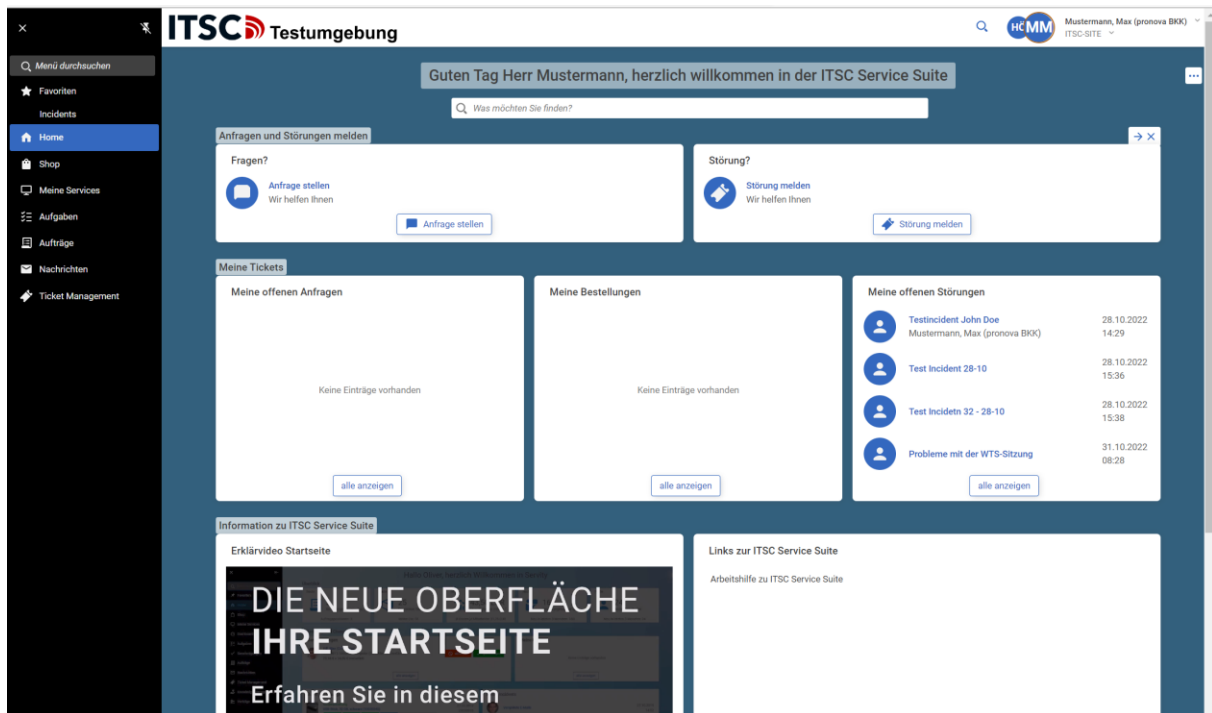 ITSC Testumgebung
HČ MM
Mustermann, Max (pronova BKK)
ITSC-SITE
Menü durchsuchen
Favoriten
Incidents
Home
Shop
Meine Services
Aufgaben
Aufträge
Nachrichten
Ticket Management
Guten Tag Herr Mustermann, herzlich willkommen in der ITSC Service Suite
Was möchten Sie finden?
Anfragen und Störungen melden
Fragen?
Anfrage stellen
Wir helfen Ihnen
Anfrage stellen
Störung?
Störung melden
Wir helfen Ihnen
Störung melden
Meine Tickets
Meine offenen Anfragen
Keine Einträge vorhanden
alle anzeigen
Meine Bestellungen
Keine Einträge vorhanden
alle anzeigen
Meine offenen Störungen
Testincident John Doe 28.10.2022
Mustermann, Max (pronova BKK) 14:29
Test Incident 28-10 28.10.2022
15:36
Test Incidetn 32 - 28-10 28.10.2022
15:38
Probleme mit der WTS-Sitzung 31.10.2022
08:28
alle anzeigen
Information zu ITSC Service Suite
Erklärvideo Startseite
DIE NEUE OBERFLÄCHE
IHRE STARTSEITE
Erfahren Sie in diesem
Links zur ITSC Service Suite
Arbeitshilfe zu ITSC Service Suite